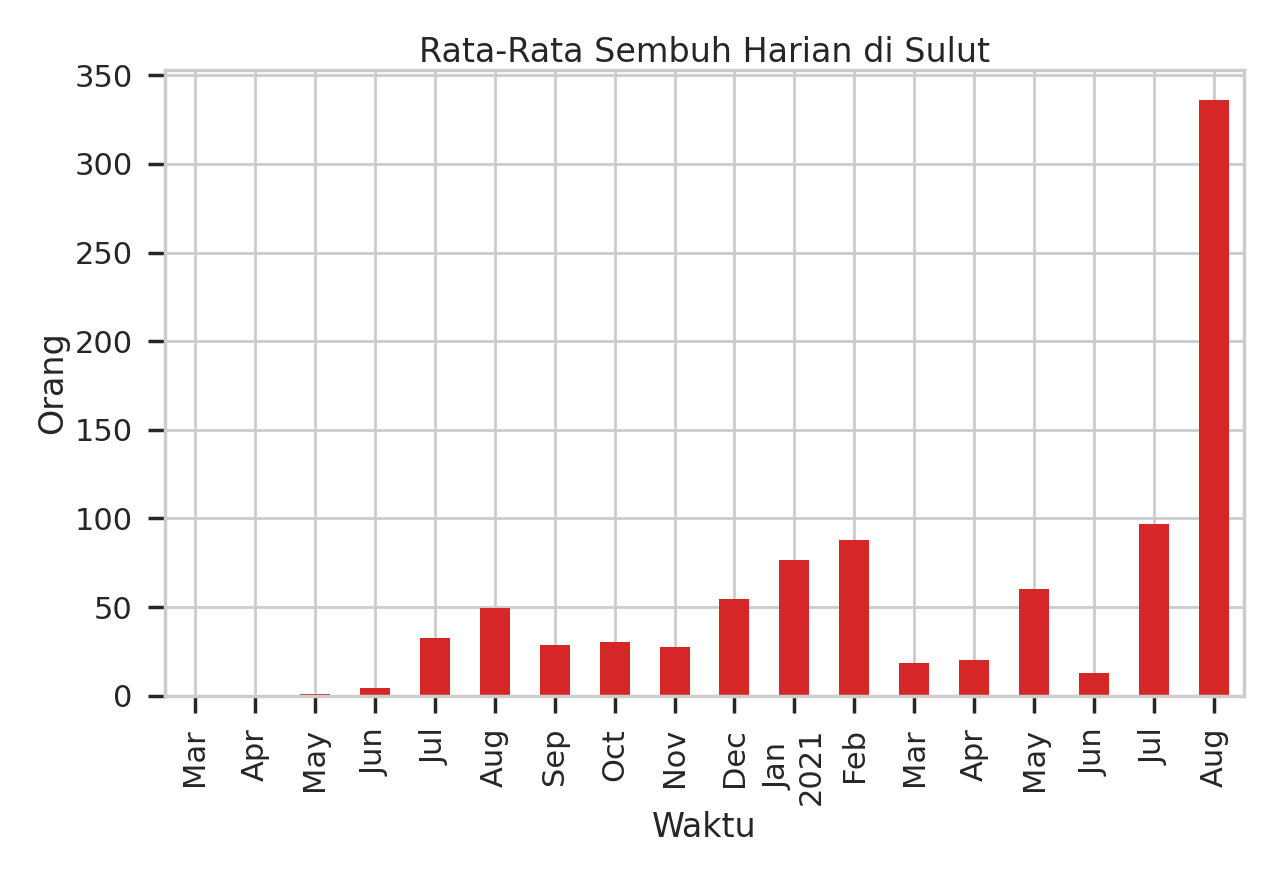 Rata-Rata Sembuh Harian di Sulut
350
300
250
200
150
100
50
0
Orang
Mar
Apr
May
Jun
Jul
Aug
Sep
Oct
Nov
Dec
Jan
2021
Feb
Mar
Apr
May
Jun
Jul
Aug
Waktu